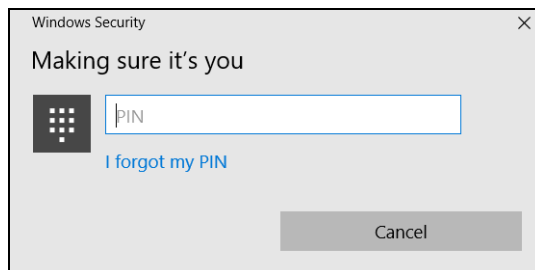 Windows Security
Making sure it's you
PIN
I forgot my PIN
Cancel